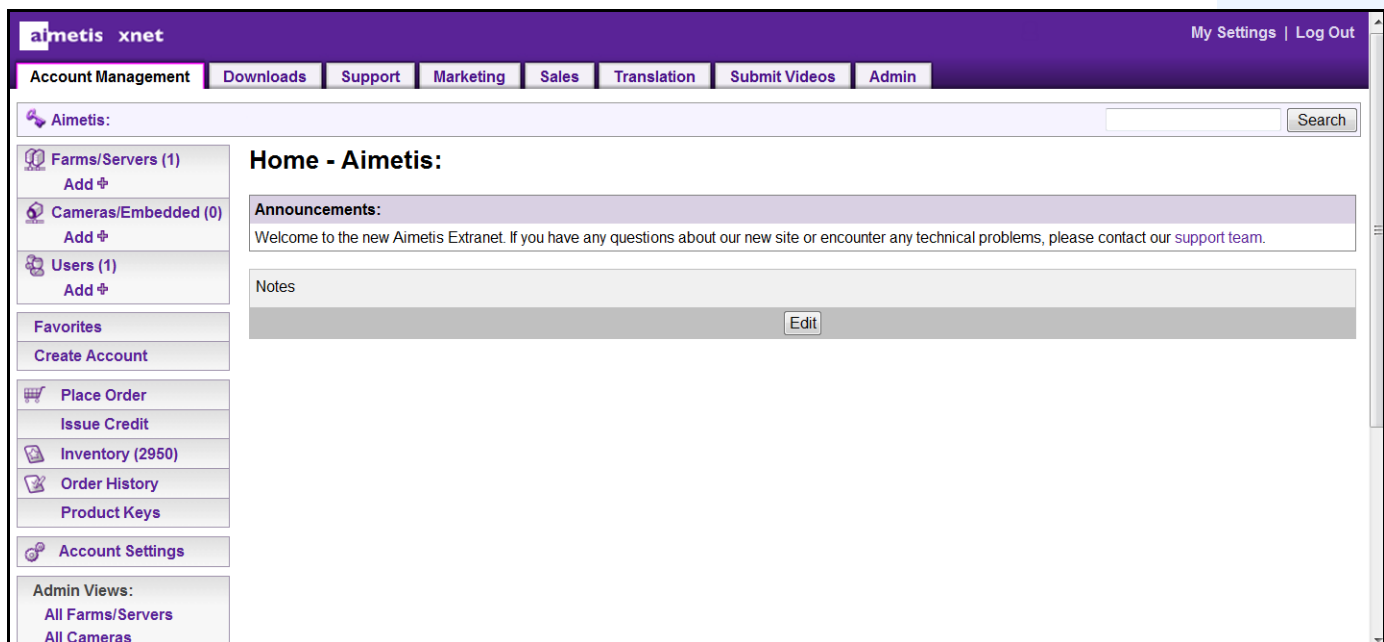 aimetis xnet
My Settings | Log Out
Account Management
Downloads
Support
Marketing
Sales
Translation
Submit Videos
Admin
Aimetis:
Search
Farms/Servers (1)
Add
Cameras/Embedded (0)
Add
Users (1)
Add
Favorites
Create Account
Place Order
Issue Credit
Inventory (2950)
Order History
Product Keys
Account Settings
Admin Views:
All Farms/Servers
All Cameras
Home - Aimetis:
Announcements:
Welcome to the new Aimetis Extranet. If you have any questions about our new site or encounter any technical problems, please contact our support team.
Notes
Edit